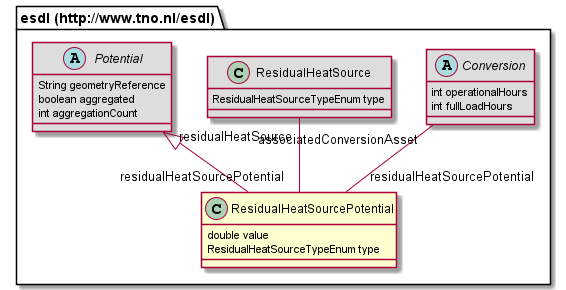 esdl (http://www.tno.nl/esdl)
A Potential
String geometryReference
boolean aggregated
int aggregationCount
C ResidualHeatSource
ResidualHeatSourceTypeEnum type
A Conversion
int operationalHours
int fullLoadHours
residualHeatSource
associatedConversionAsset
residualHeatSourcePotential
residualHeatSourcePotential
C ResidualHeatSourcePotential
double value
ResidualHeatSourceTypeEnum type